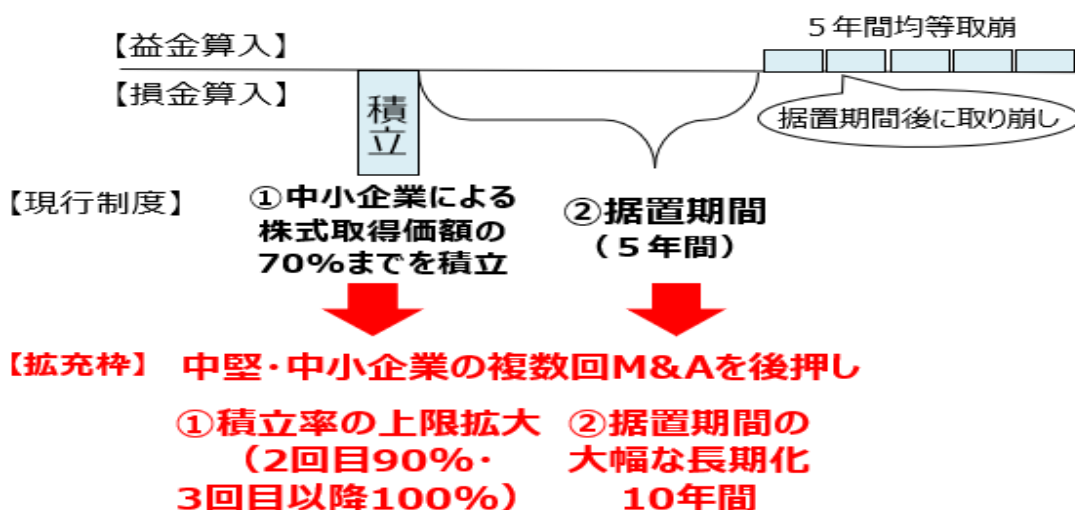 5年間均等取崩
【益金算入】
【損金算入】
積立
据置期間後に取り崩し
【現行制度】
①中小企業による
株式取得価額の
70%までを積立
②据置期間
(5年間)
【拡充枠】 中堅・中小企業の複数回M&Aを後押し
①積立率の上限拡大
(2回目90%・
3回目以降100%)
②据置期間の
大幅な長期化
10年間